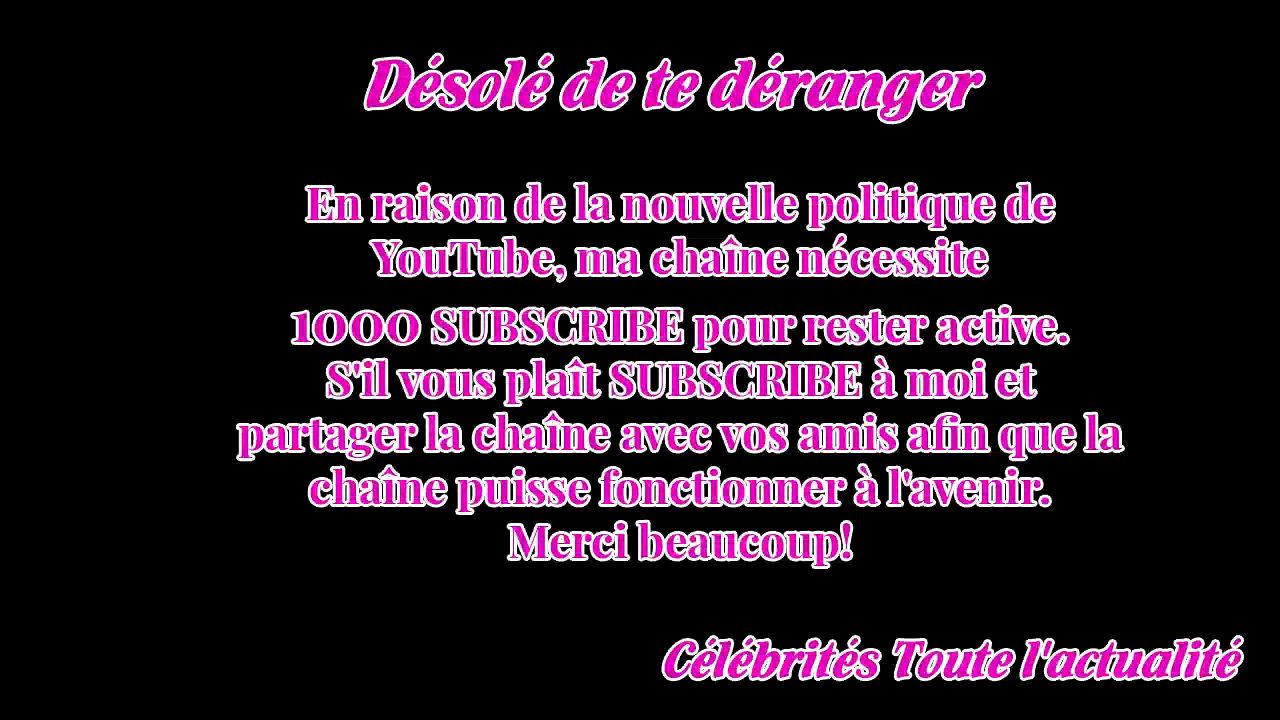 Désolé de te déranger
En raison de la nouvelle politique de
YouTube, ma chaîne nécessite
1000 SUBSCRIBE pour rester active.
S'il vous plaît SUBSCRIBE à moi et
partager la chaîne avec vos amis afin que la
chaîne puisse fonctionner à l'avenir.
Merci beaucoup!
Célébrités Toute l'actualité